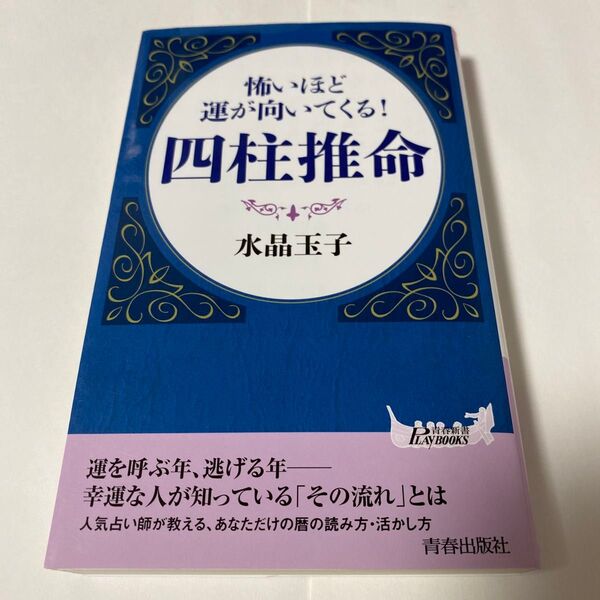 怖いほど
運が向いてくる!
四柱推命
水晶玉子
青春新書
PLAYBOOKS
運を呼ぶ年、逃げる年──
幸運な人が知っている「その流れ」とは
人気占い師が教える、あなただけの暦の読み方・活かし方
青春出版社